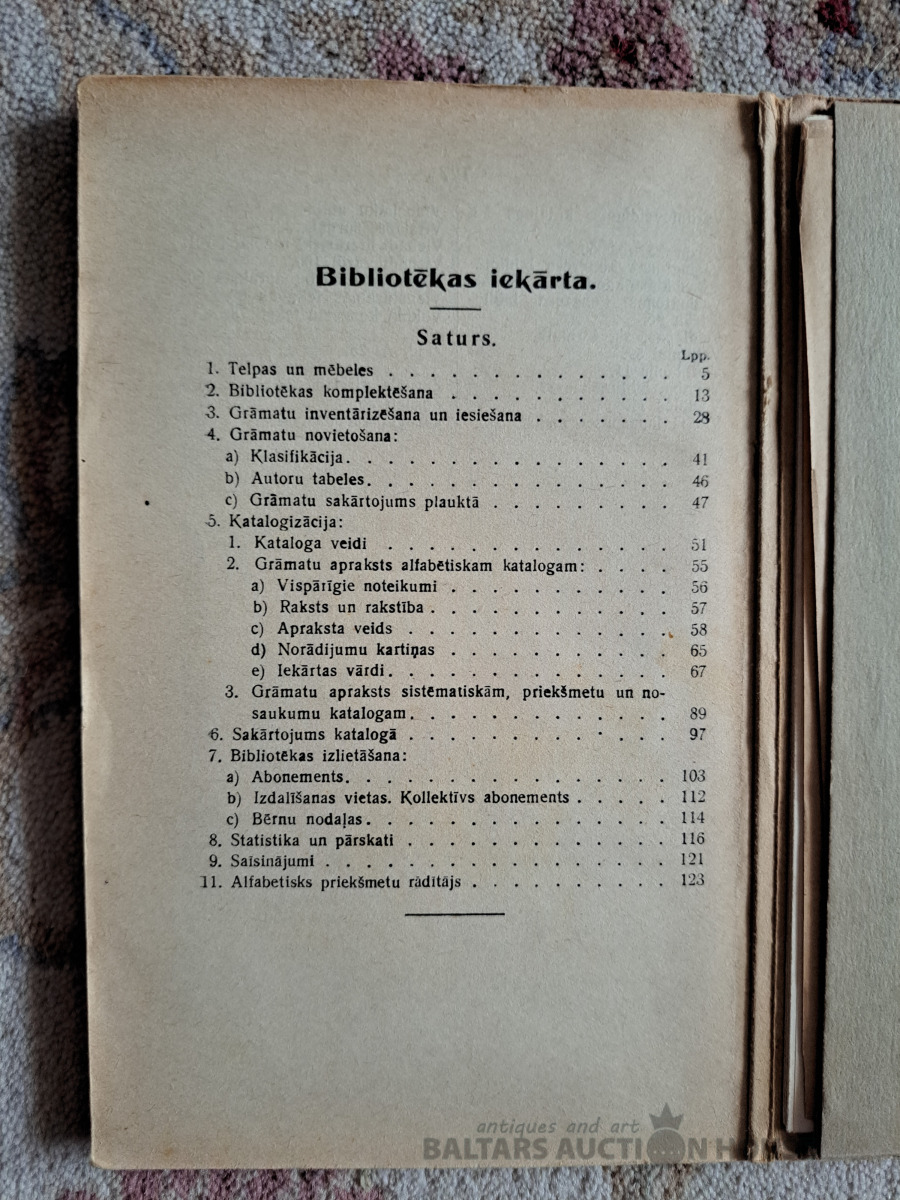 Bibliotēķas ieķārta.
Saturs.
Lpp.
1. Telpas un mēbeles . . . . . . . . . . . . . . 5
2. Bibliotēkas komplektēšana . . . . . . . . . . . 13
3. Grāmatu inventārizēšana un iesiešana . . . . . . . 28
4. Grāmatu novietošana:
a) Klasifikācija. . . . . . . . . . . . . . . . 41
b) Autoru tabeles. . . . . . . . . . . . . . . 46
c) Grāmatu sakārtojums plauktā . . . . . . . . . 47
5. Katalogizācija:
1. Kataloga veidi . . . . . . . . . . . . . . 51
2. Grāmatu apraksts alfabētiskam katalogam: . . . . 55
a) Vispārīgie noteikumi . . . . . . . . . . . 56
b) Raksts un rakstība . . . . . . . . . . . . 57
c) Apraksta veids . . . . . . . . . . . . . 58
d) Norādījumu kartiņas . . . . . . . . . . . 65
e) Iekārtas vārdi. . . . . . . . . . . . . . 67
3. Grāmatu apraksts sistēmatiskām, priekšmetu un no-
saukumu katalogam. . . . . . . . . . . . . 89
6. Sakārtojums katalogā . . . . . . . . . . . . . 97
7. Bibliotēkas izlietāšana:
a) Abonements. . . . . . . . . . . . . . . . 103
b) Izdalīšanas vietas. Ķollektīvs abonements . . . . . 112
c) Bērnu nodaļas. . . . . . . . . . . . . . . 114
8. Statistika un pārskati . . . . . . . . . . . . . 116
9. Saīsinājumi . . . . . . . . . . . . . . . . . 121
11. Alfabetisks priekšmetu rādītājs . . . . . . . . . . 123
antiques and art
BALTARS AUCTION HOUSE